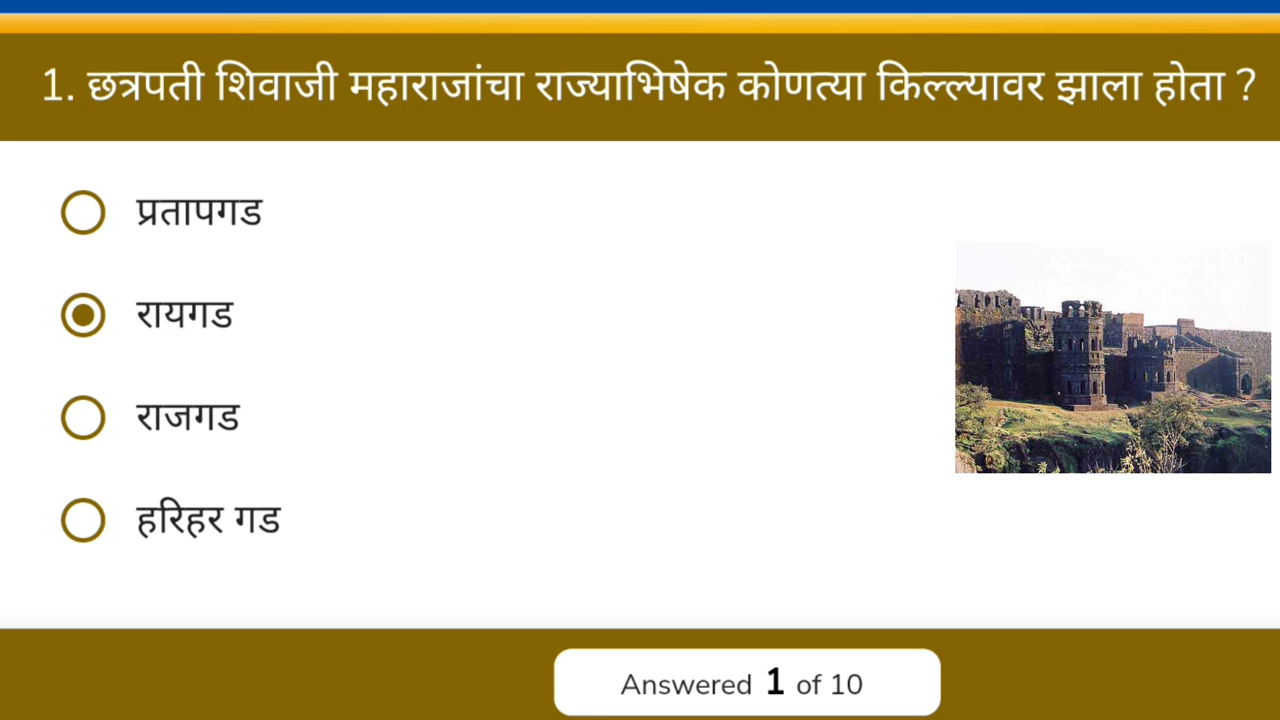 1. छत्रपती शिवाजी महाराजांचा राज्याभिषेक कोणत्या किल्ल्यावर झाला होता ?
प्रतापगड
रायगड
राजगड
हरिहर गड
Answered 1 of 10